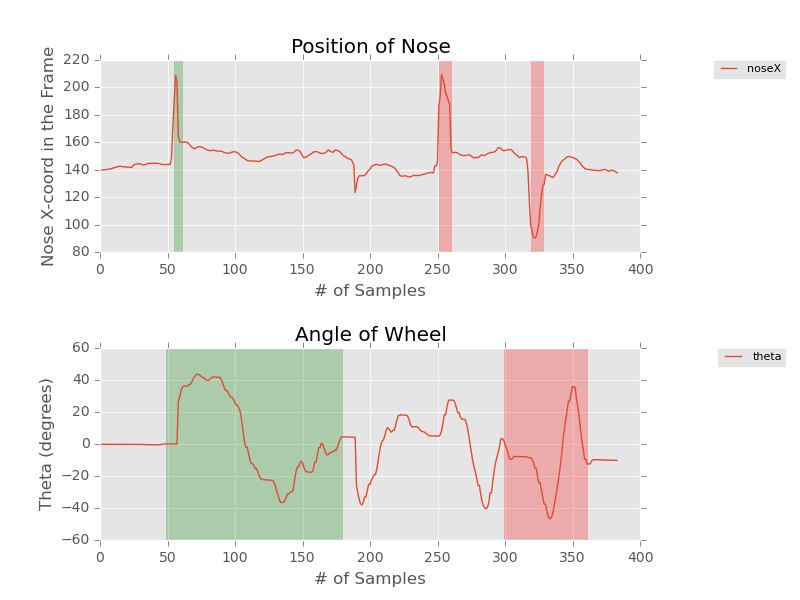 Position of Nose
Nose X-coord in the Frame
220
200
180
160
140
120
100
80
0 50 100 150 200 250 300 350 400
# of Samples
noseX
Angle of Wheel
Theta (degrees)
60
40
20
0
−20
−40
−60
0 50 100 150 200 250 300 350 400
# of Samples
theta